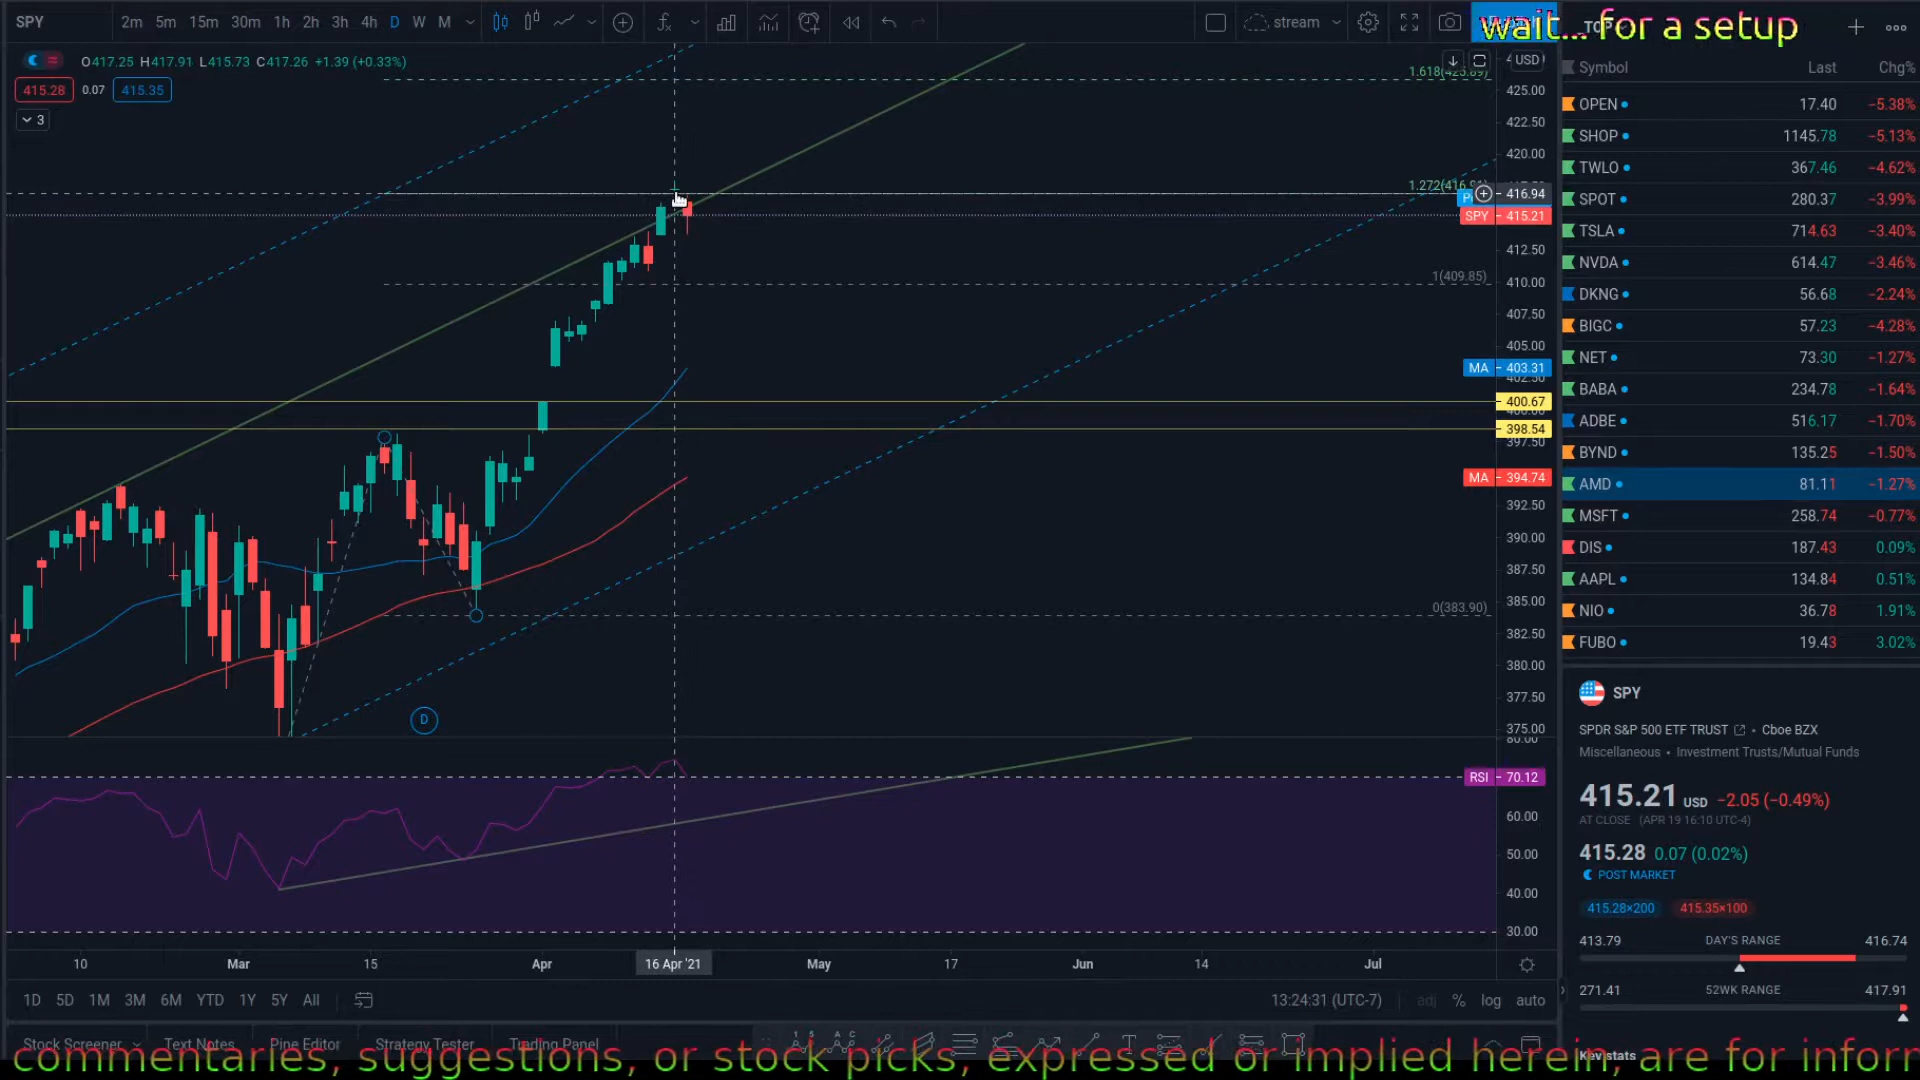 SPY 2m 5m 15m 30m 1h 2h 3h 4h D W M stream
wait... for a setup
O417.25 H417.91 L415.73 C417.26 +1.39 (+0.33%)
415.28 0.07 415.35
3
USD
425.00
422.50
420.00
1.272(416.
416.94
SPY 415.21
412.50
1(409.85)
410.00
407.50
405.00
MA 403.31
400.67
398.54
397.50
MA 394.74
392.50
390.00
387.50
385.00
0(383.90)
382.50
380.00
377.50
375.00
D
80.00
RSI 70.12
60.00
50.00
40.00
30.00
10 Mar 15 Apr 16 Apr '21 May 17 Jun 14 Jul
1D 5D 1M 3M 6M YTD 1Y 5Y All 13:24:31 (UTC-7) adj % log auto
Stock Screener Text Notes Pine Editor Strategy Tester Trading Panel
Symbol Last Chg%
OPEN 17.40 −5.38%
SHOP 1145.78 −5.13%
TWLO 367.46 −4.62%
SPOT 280.37 −3.99%
TSLA 714.63 −3.40%
NVDA 614.47 −3.46%
DKNG 56.68 −2.24%
BIGC 57.23 −4.28%
NET 73.30 −1.27%
BABA 234.78 −1.64%
ADBE 516.17 −1.70%
BYND 135.25 −1.50%
AMD 81.11 −1.27%
MSFT 258.74 −0.77%
DIS 187.43 0.09%
AAPL 134.84 0.51%
NIO 36.78 1.91%
FUBO 19.43 3.02%
SPY
SPDR S&P 500 ETF TRUST • Cboe BZX
Miscellaneous • Investment Trusts/Mutual Funds
415.21 USD −2.05 (−0.49%)
AT CLOSE (APR 19 16:10 UTC-4)
415.28 0.07 (0.02%)
POST MARKET
415.28×200 415.35×100
413.79 DAY'S RANGE 416.74
271.41 52WK RANGE 417.91
Key stats
commentaries, suggestions, or stock picks, expressed or implied herein, are for inform